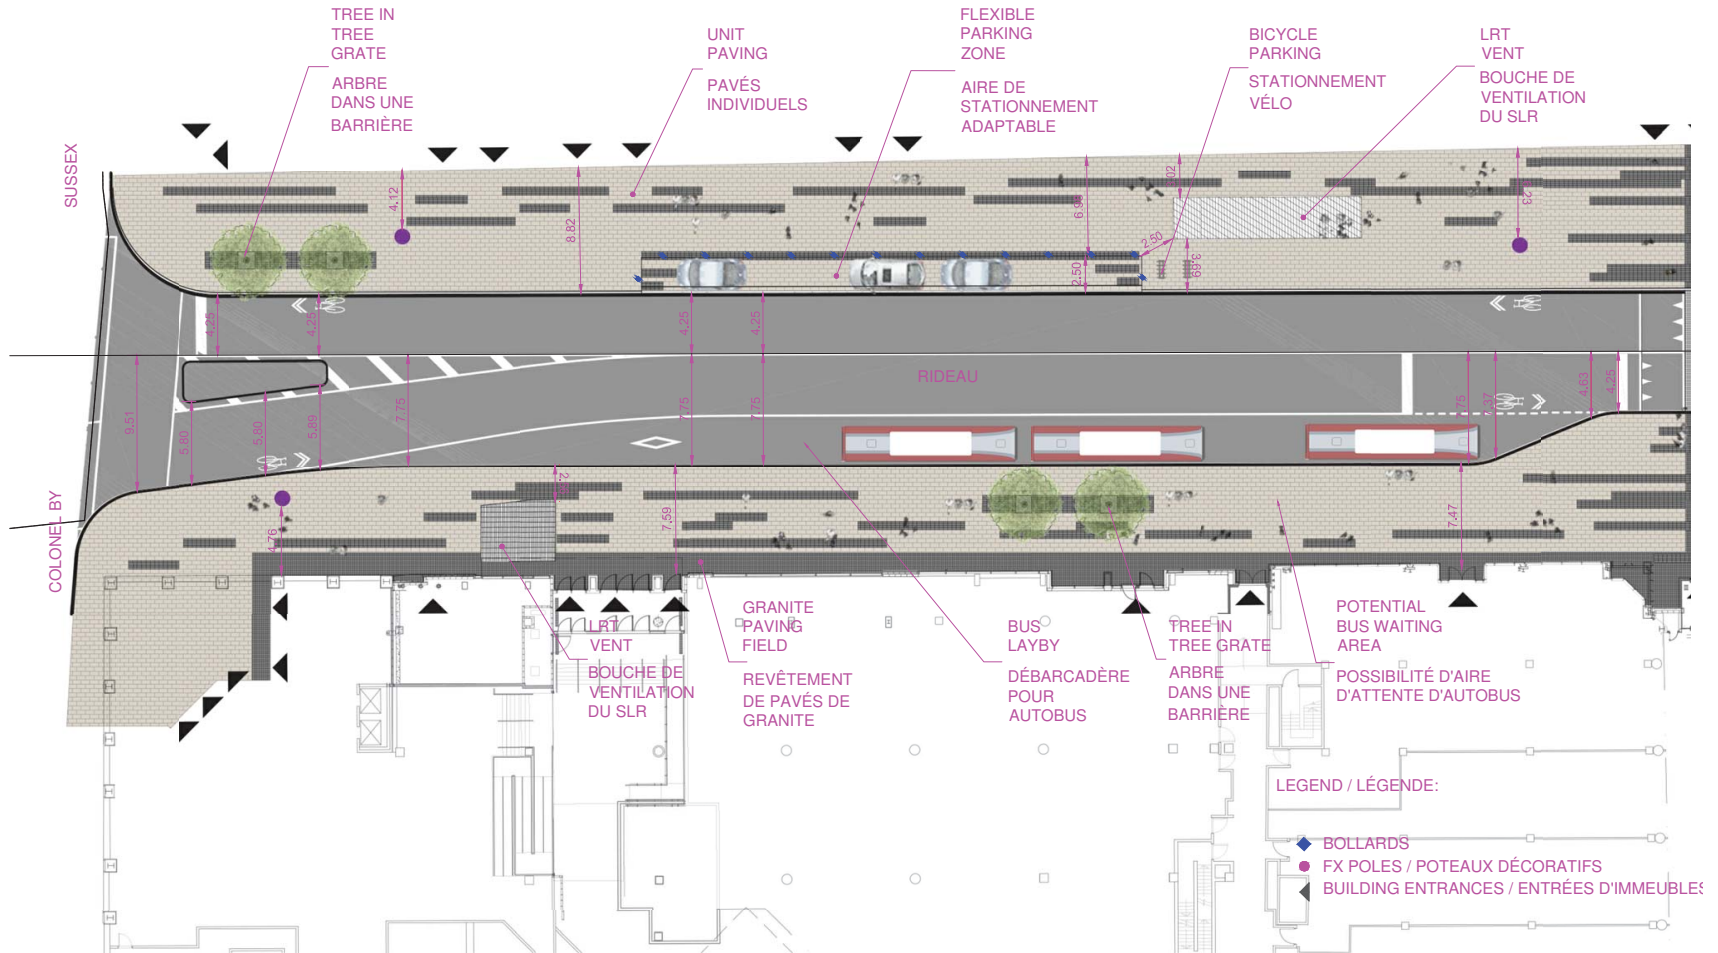 TREE IN
TREE
GRATE
ARBRE
DANS UNE
BARRIÈRE
UNIT
PAVING
PAVÉS
INDIVIDUELS
FLEXIBLE
PARKING
ZONE
AIRE DE
STATIONNEMENT
ADAPTABLE
BICYCLE
PARKING
STATIONNEMENT
VÉLO
LRT
VENT
BOUCHE DE
VENTILATION
DU SLR
SUSSEX
4.12
8.82
2.50
2.50
3.69
4.25
4.25
4.25
4.25
RIDEAU
9.51
5.80
5.80
5.89
7.75
7.75
7.75
7.75
7.37
4.63
4.25
COLONEL BY
4.76
7.59
7.47
LRT
VENT
BOUCHE DE
VENTILATION
DU SLR
GRANITE
PAVING
FIELD
REVÊTEMENT
DE PAVÉS DE
GRANITE
BUS
LAYBY
DÉBARCADÈRE
POUR
AUTOBUS
TREE IN
TREE GRATE
ARBRE
DANS UNE
BARRIÈRE
POTENTIAL
BUS WAITING
AREA
POSSIBILITÉ D'AIRE
D'ATTENTE D'AUTOBUS
LEGEND / LÉGENDE:
BOLLARDS
FX POLES / POTEAUX DÉCORATIFS
BUILDING ENTRANCES / ENTRÉES D'IMMEUBLES